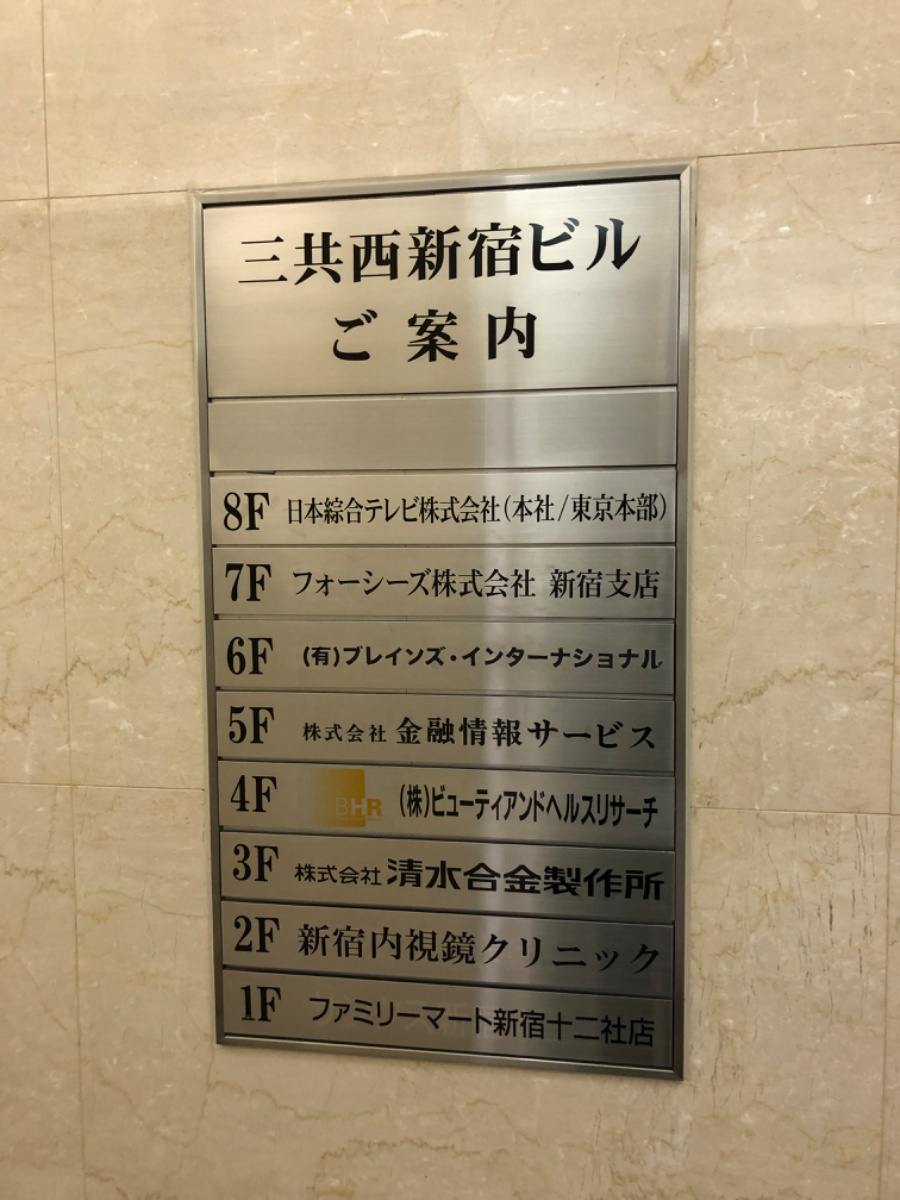 三共西新宿ビル
ご案内
8F 日本綜合テレビ株式会社(本社/東京本部)
7F フォーシーズ株式会社 新宿支店
6F (有)ブレインズ・インターナショナル
5F 株式会社 金融情報サービス
4F BHR (株)ビューティアンドヘルスリサーチ
3F 株式会社 清水合金製作所
2F 新宿内視鏡クリニック
1F ファミリーマート新宿十二社店